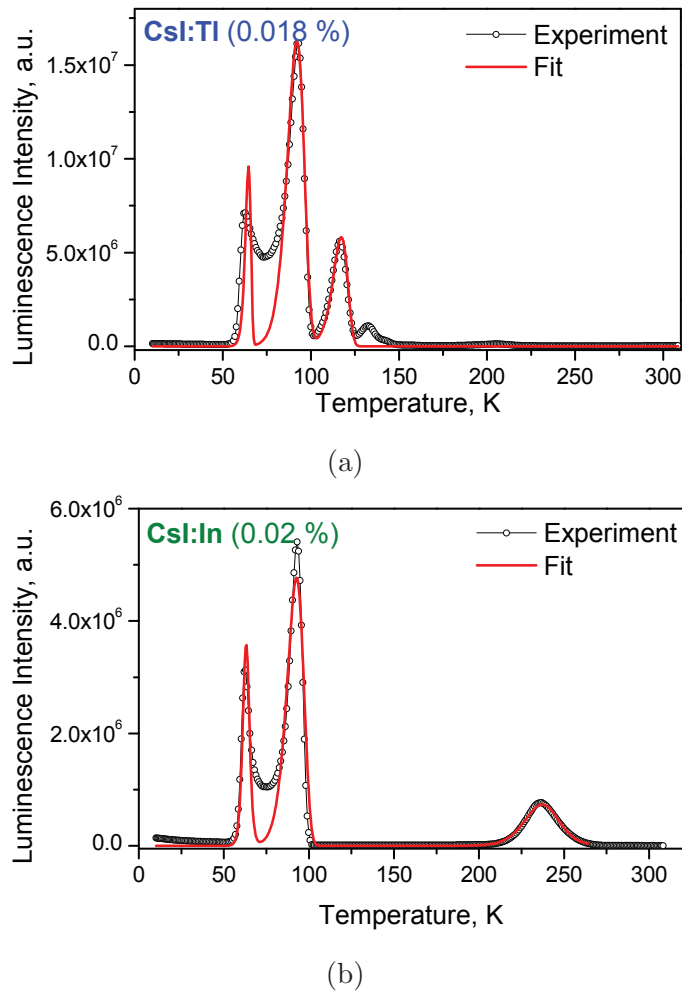 CsI:Tl (0.018 %)
Experiment
Fit
Luminescence Intensity, a.u.
1.5x10^7
1.0x10^7
5.0x10^6
0.0
0 50 100 150 200 250 300
Temperature, K
(a)
CsI:In (0.02 %)
Experiment
Fit
Luminescence Intensity, a.u.
6.0x10^6
4.0x10^6
2.0x10^6
0.0
0 50 100 150 200 250 300
Temperature, K
(b)